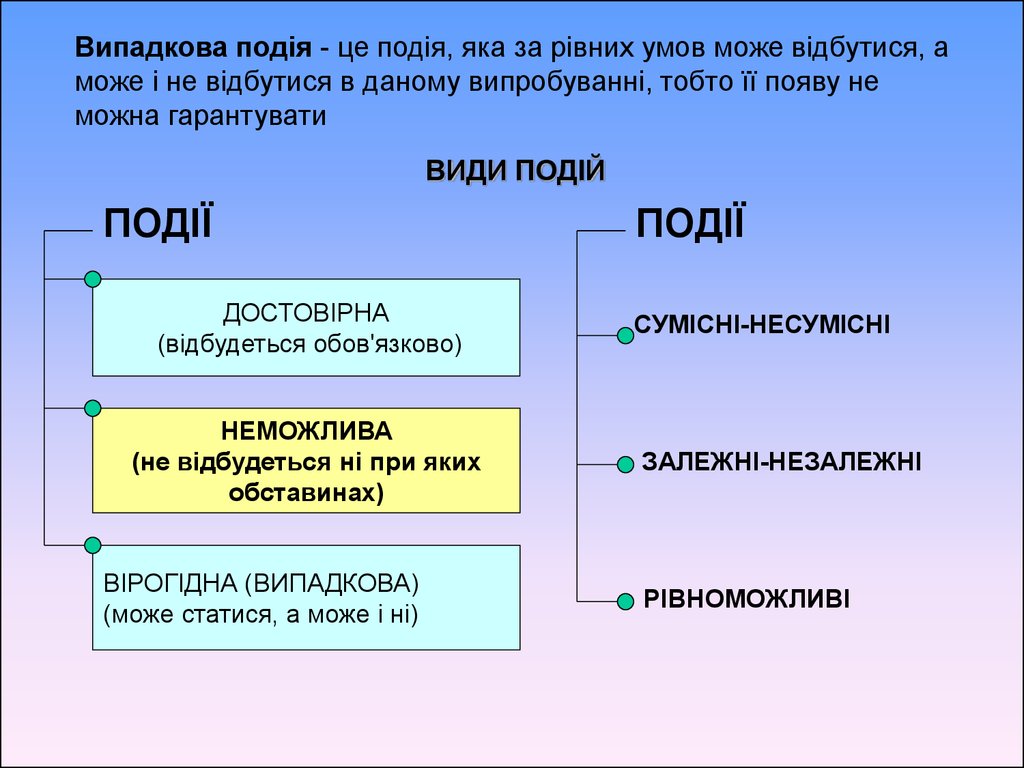 Випадкова подія - це подія, яка за рівних умов може відбутися, а
може і не відбутися в даному випробуванні, тобто її появу не
можна гарантувати
ВИДИ ПОДІЙ
ПОДІЇ
ДОСТОВІРНА
(відбудеться обов'язково)
НЕМОЖЛИВА
(не відбудеться ні при яких
обставинах)
ВІРОГІДНА (ВИПАДКОВА)
(може статися, а може і ні)
ПОДІЇ
СУМІСНІ-НЕСУМІСНІ
ЗАЛЕЖНІ-НЕЗАЛЕЖНІ
РІВНОМОЖЛИВІ